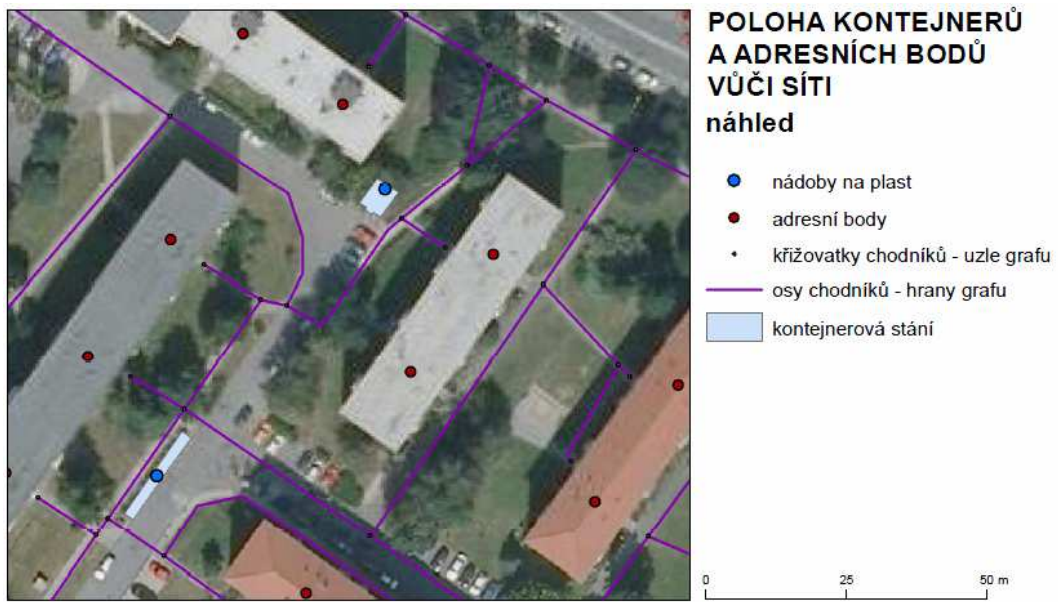 POLOHA KONTEJNERŮ
A ADRESNÍCH BODŮ
VŮČI SÍTI
náhled
nádoby na plast
adresní body
křižovatky chodníků - uzle grafu
osy chodníků - hrany grafu
kontejnerová stání
0 25 50 m